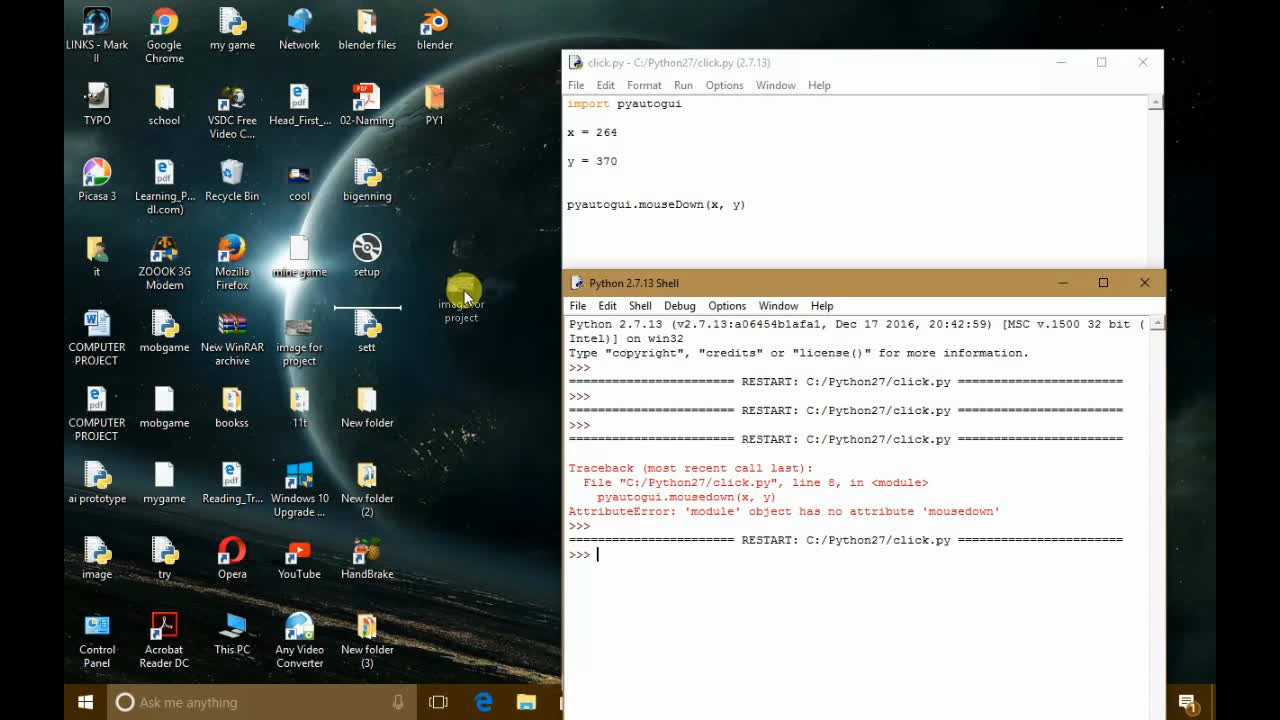 LINKS - Mark
II
Google
Chrome
my game
Network
blender files
blender
TYPO
school
VSDC Free
Video C...
Head_First_...
02-Naming
PY1
Picasa 3
Learning_P...
dl.com)
Recycle Bin
cool
bigenning
it
ZOOOK 3G
Modem
Mozilla
Firefox
mine game
setup
image for
project
COMPUTER
PROJECT
mobgame
New WinRAR
archive
image for
project
sett
COMPUTER
PROJECT
mobgame
bookss
11t
New folder
ai prototype
mygame
Reading_Tr...
Windows 10
Upgrade ...
New folder
(2)
image
try
Opera
YouTube
HandBrake
Control
Panel
Acrobat
Reader DC
This PC
Any Video
Converter
New folder
(3)
Ask me anything
click.py - C:/Python27/click.py (2.7.13)
File Edit Format Run Options Window Help
import pyautogui
x = 264
y = 370
pyautogui.mouseDown(x, y)
Python 2.7.13 Shell
File Edit Shell Debug Options Window Help
Python 2.7.13 (v2.7.13:a06454b1afa1, Dec 17 2016, 20:42:59) [MSC v.1500 32 bit (
Intel)] on win32
Type "copyright", "credits" or "license()" for more information.
>>>
======================= RESTART: C:/Python27/click.py =======================
>>>
======================= RESTART: C:/Python27/click.py =======================
>>>
======================= RESTART: C:/Python27/click.py =======================
Traceback (most recent call last):
File "C:/Python27/click.py", line 8, in <module>
pyautogui.mousedown(x, y)
AttributeError: 'module' object has no attribute 'mousedown'
>>>
======================= RESTART: C:/Python27/click.py =======================
>>>
1